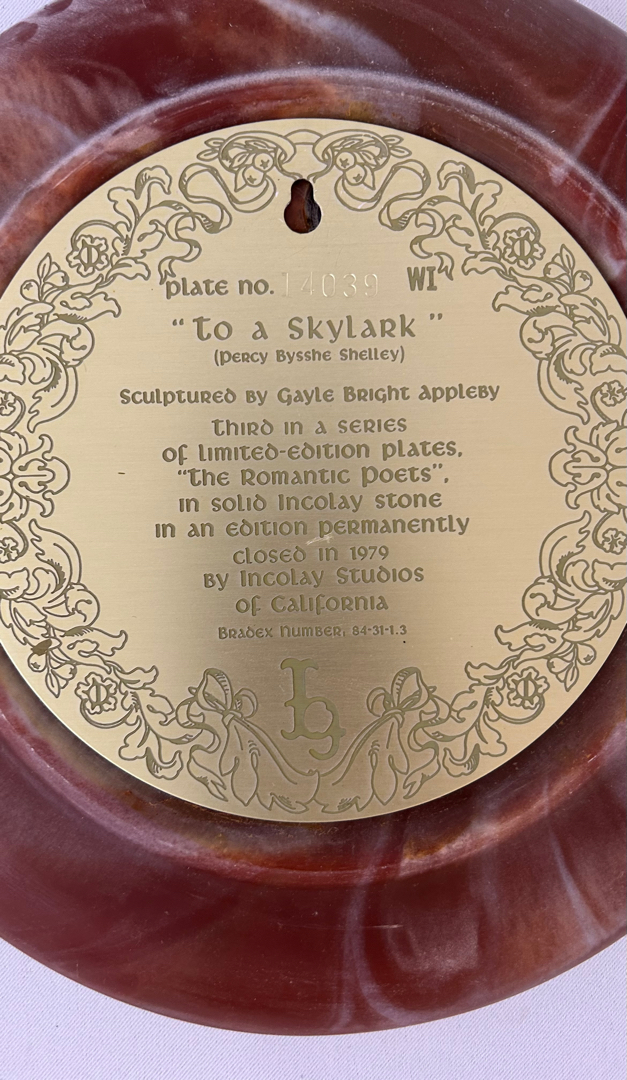 plate no. 14039 WI
"To a Skylark"
(Percy Bysshe Shelley)
Sculptured by Gayle Bright Appleby
Third in a series
of limited-edition plates,
"The Romantic Poets",
in solid Incolay stone
in an edition permanently
closed in 1979
by Incolay Studios
of California
Bradex Number, 84-31-1.3